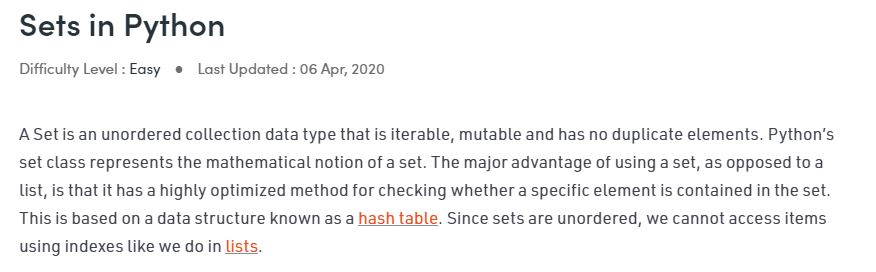 Sets in Python
Difficulty Level : Easy ● Last Updated : 06 Apr, 2020
A Set is an unordered collection data type that is iterable, mutable and has no duplicate elements. Python’s
set class represents the mathematical notion of a set. The major advantage of using a set, as opposed to a
list, is that it has a highly optimized method for checking whether a specific element is contained in the set.
This is based on a data structure known as a hash table. Since sets are unordered, we cannot access items
using indexes like we do in lists.